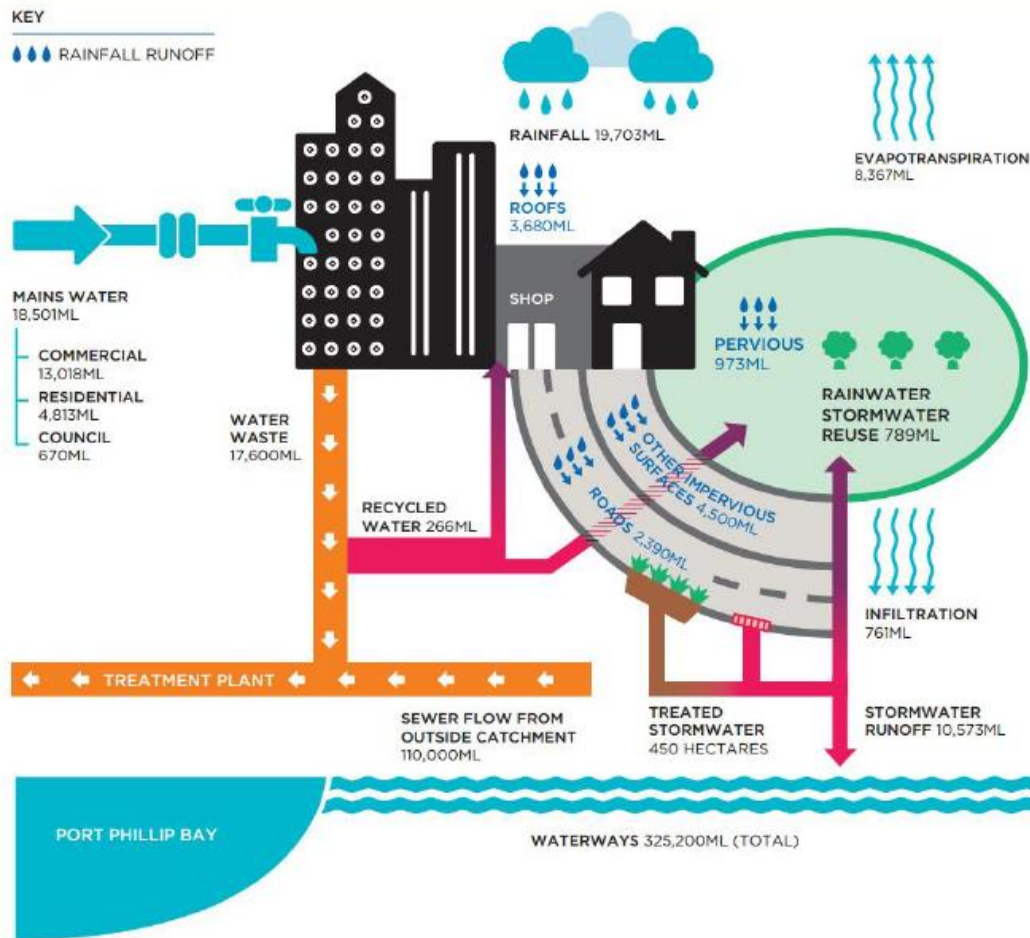 KEY
RAINFALL RUNOFF
RAINFALL 19,703ML
EVAPOTRANSPIRATION
8,367ML
ROOFS
3,680ML
MAINS WATER
18,501ML
COMMERCIAL
13,018ML
RESIDENTIAL
4,813ML
COUNCIL
670ML
SHOP
PERVIOUS
973ML
RAINWATER
STORMWATER
REUSE 789ML
WATER
WASTE
17,600ML
OTHER IMPERVIOUS
SURFACES 4,500ML
ROADS 2,390ML
RECYCLED
WATER 266ML
INFILTRATION
761ML
TREATMENT PLANT
SEWER FLOW FROM
OUTSIDE CATCHMENT
110,000ML
TREATED
STORMWATER
450 HECTARES
STORMWATER
RUNOFF 10,573ML
PORT PHILLIP BAY
WATERWAYS 325,200ML (TOTAL)